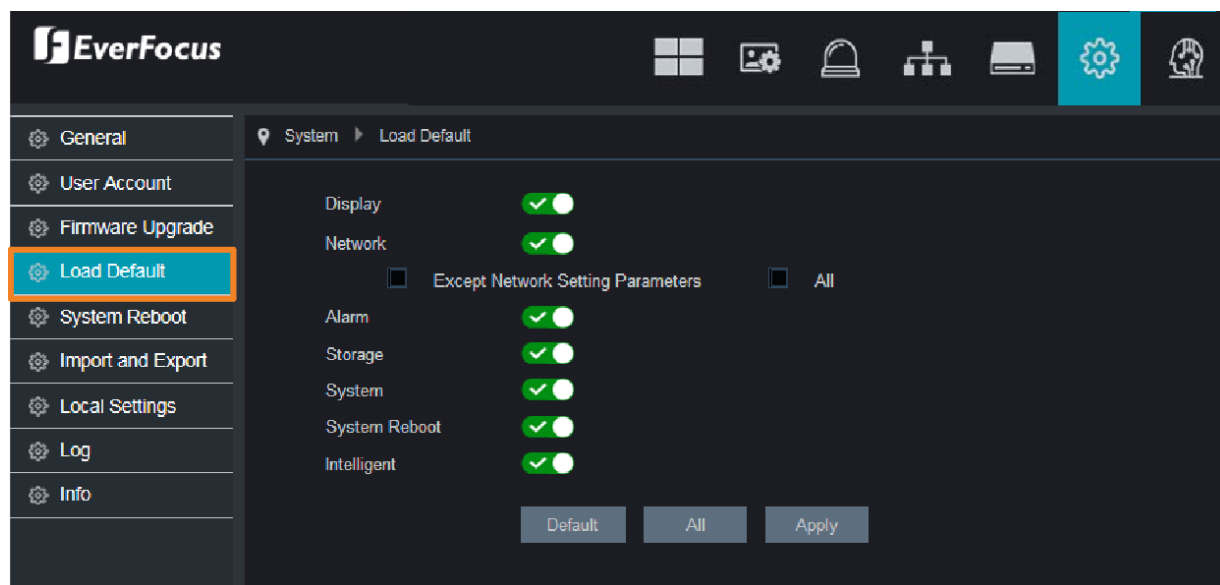 EverFocus
General
User Account
Firmware Upgrade
Load Default
System Reboot
Import and Export
Local Settings
Log
Info
System Load Default
Display
Network
Except Network Setting Parameters All
Alarm
Storage
System
System Reboot
Intelligent
Default All Apply